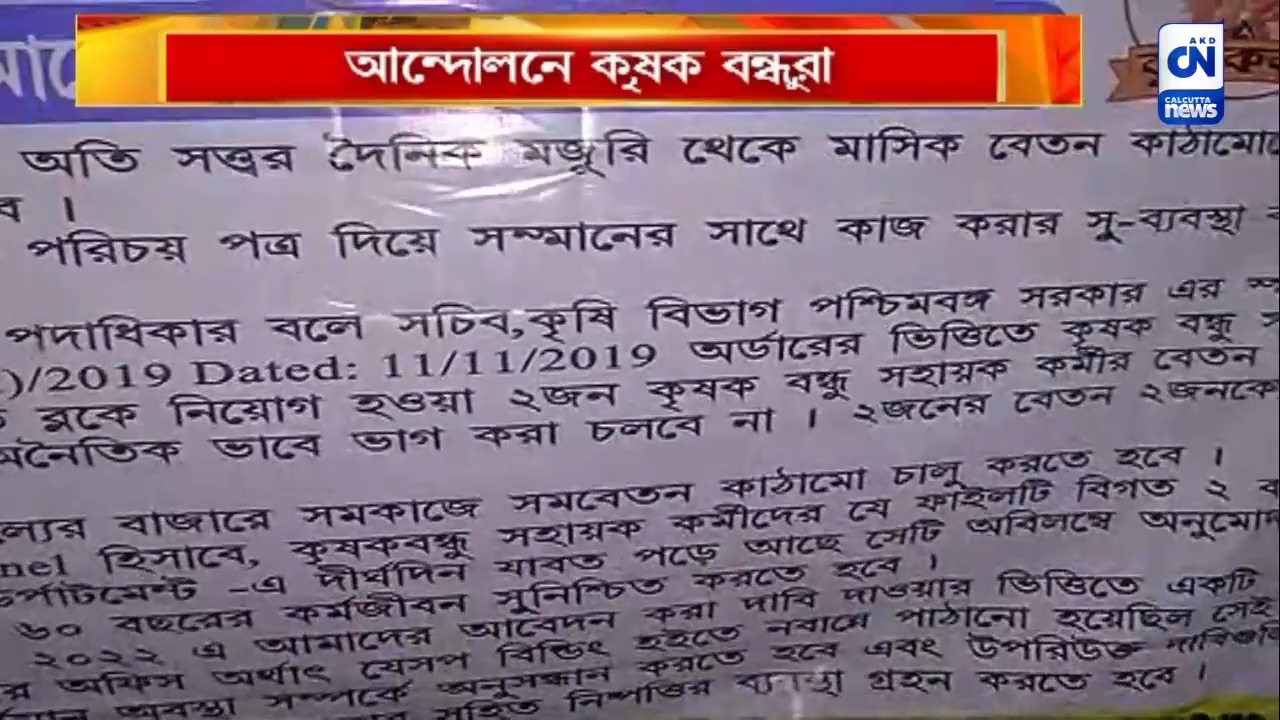 আন্দোলনে কৃষক বন্ধুরা
AKD
CN
CALCUTTA
news
অতি সত্ত্বর দৈনিক মজুরি থেকে মাসিক বেতন
।
পরিচয় পত্র দিয়ে সম্মানের সাথে কাজ করার সু-ব্যবস্থা
পদাধিকার বলে সচিব,কৃষি বিভাগ পশ্চিমবঙ্গ সরকার এর
)/2019 Dated: 11/11/2019 অর্ডারের ভিত্তিতে কৃষক বন্ধু
ব্লকে নিয়োগ হওয়া ২জন কৃষক বন্ধু সহায়ক কর্মীর বেতন
ভাবে ভাগ করা চলবে না । ২জনের বেতন ২জনকে
বাজারে সমকাজে সমবেতন কাঠামো চালু করতে হবে ।
nel হিসাবে, কৃষকবন্ধু সহায়ক কর্মীদের যে ফাইলটি বিগত ২
-এ দীর্ঘদিন যাবত পড়ে আছে সেটি অবিলম্বে
৬০ বছরের কর্মজীবন সুনিশ্চিত করতে হবে ।
২০২২ এ আমাদের আবেদন করা দাবি দাওয়ার ভিত্তিতে একটি
অফিস অর্থাৎ যেসপ বিল্ডিং হইতে নবান্নে পাঠানো হয়েছিল সেই
অবস্থা সম্পর্কে অনুসন্ধান করতে হবে এবং উপরিউক্ত
সহিত নিষ্পত্তির ব্যবস্থা গ্রহন করতে হবে ।